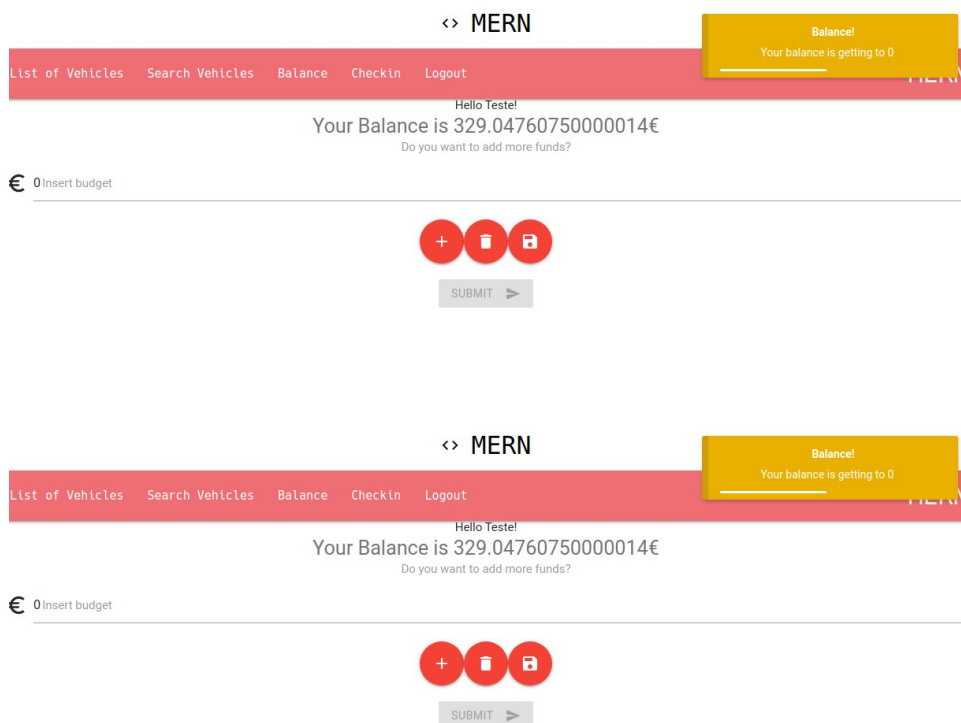 <> MERN
Balance!
Your balance is getting to 0
List of Vehicles Search Vehicles Balance Checkin Logout
Hello Teste!
Your Balance is 329.04760750000014€
Do you want to add more funds?
€ 0 Insert budget
SUBMIT
<> MERN
Balance!
Your balance is getting to 0
List of Vehicles Search Vehicles Balance Checkin Logout
Hello Teste!
Your Balance is 329.04760750000014€
Do you want to add more funds?
€ 0 Insert budget
SUBMIT